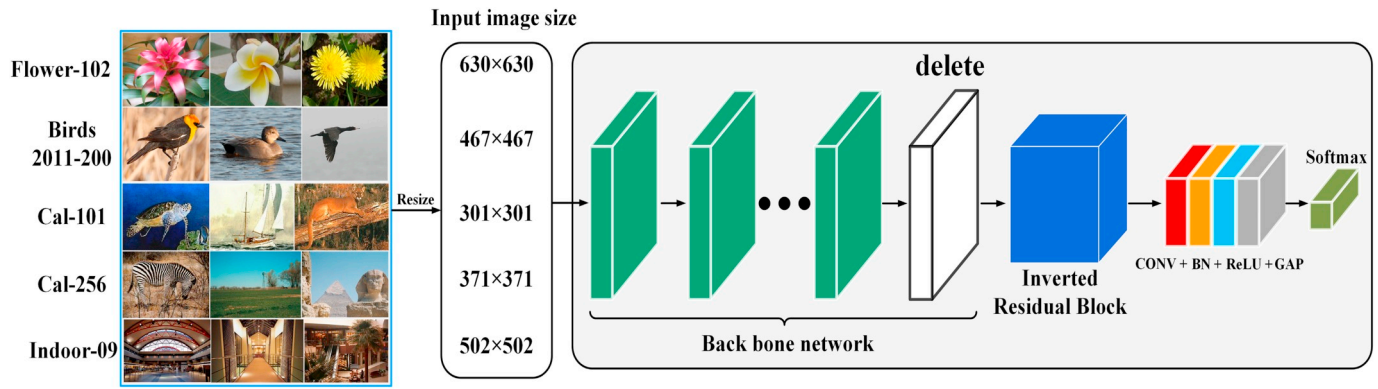 Input image size
Flower-102
Birds
2011-200
Cal-101
Cal-256
Indoor-09
Resize
630×630
467×467
301×301
371×371
502×502
delete
Back bone network
Inverted
Residual Block
CONV + BN + ReLU +GAP
Softmax